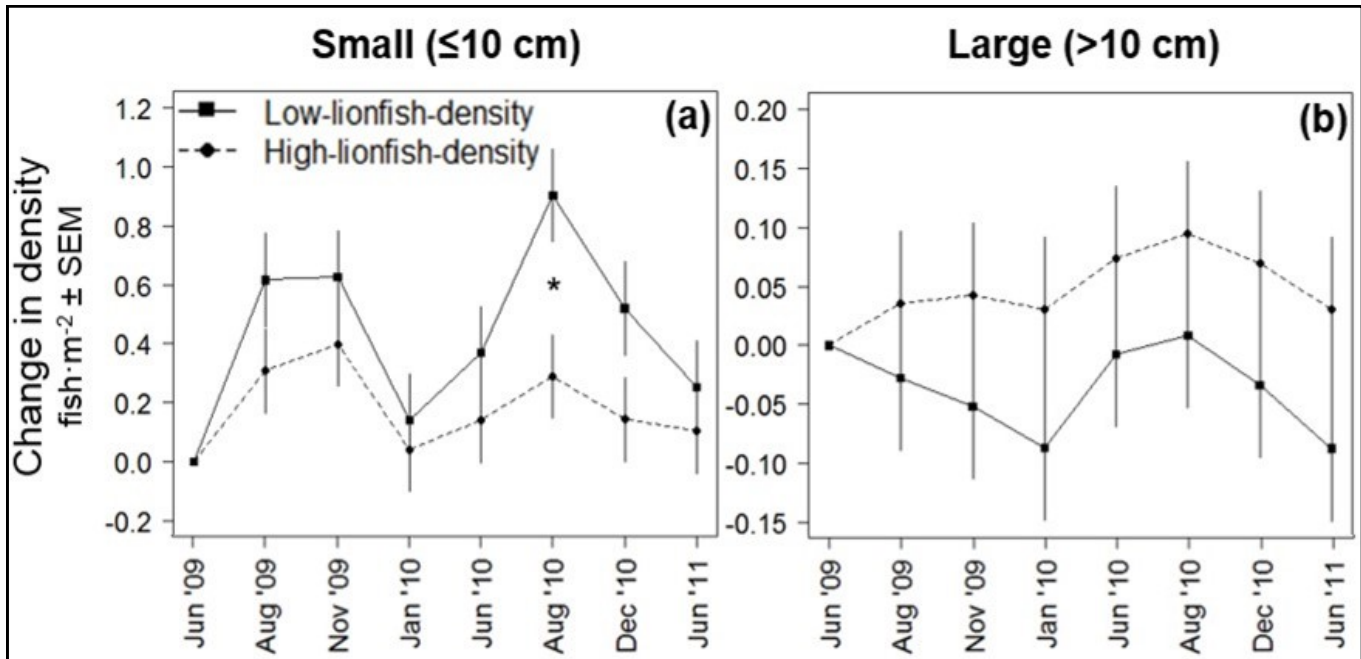 Small (≤10 cm)
Large (>10 cm)
Change in density
fish·m⁻² ± SEM
(a)
Low-lionfish-density
High-lionfish-density
1.2
1.0
0.8
0.6
0.4
0.2
0.0
-0.2
*
Jun '09
Aug '09
Nov '09
Jan '10
Jun '10
Aug '10
Dec '10
Jun '11
(b)
0.20
0.15
0.10
0.05
0.00
-0.05
-0.10
-0.15
Jun '09
Aug '09
Nov '09
Jan '10
Jun '10
Aug '10
Dec '10
Jun '11